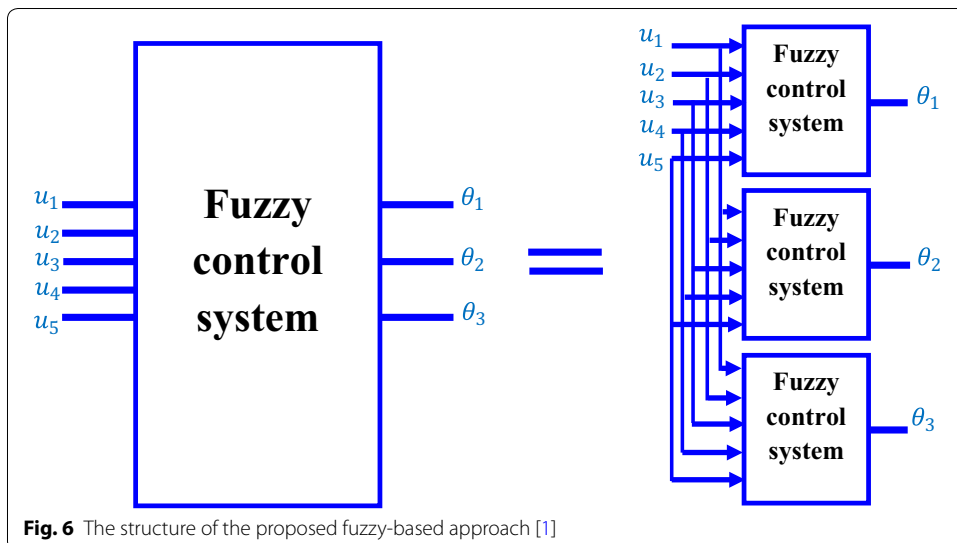 u₁
u₂
u₃
u₄
u₅
Fuzzy
control
system
θ₁
θ₂
θ₃
=
u₁
u₂
u₃
u₄
u₅
Fuzzy
control
system
θ₁
Fuzzy
control
system
θ₂
Fuzzy
control
system
θ₃
Fig. 6 The structure of the proposed fuzzy-based approach [1]